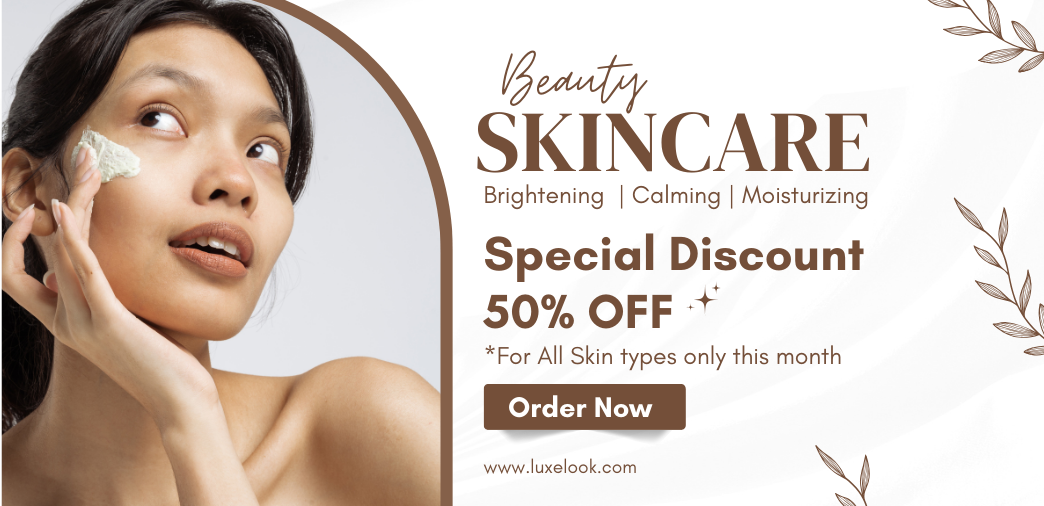 Beauty
SKINCARE
Brightening | Calming | Moisturizing
Special Discount
50% OFF
*For All Skin types only this month
Order Now
www.luxelook.com